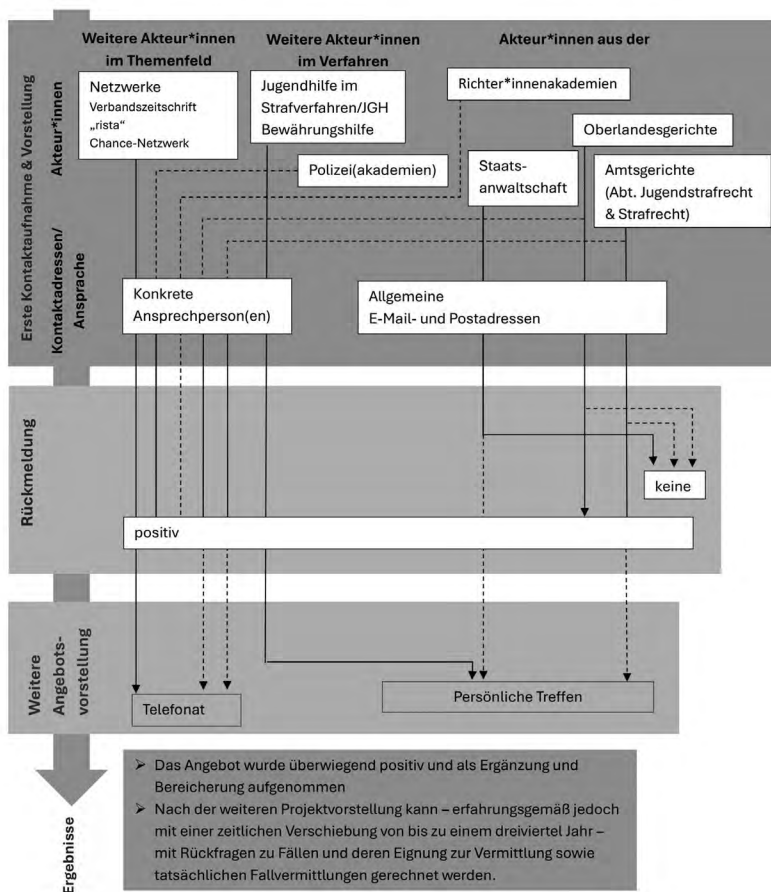 Weitere Akteur*innen
im Themenfeld
Weitere Akteur*innen
im Verfahren
Akteur*innen aus der
Erste Kontaktaufnahme & Vorstellung
Akteur*innen
Netzwerke
Verbandszeitschrift
„rista“
Chance-Netzwerk
Jugendhilfe im
Strafverfahren/JGH
Bewährungshilfe
Richter*innenakademien
Oberlandesgerichte
Polizei(akademien)
Staats-
anwaltschaft
Amtsgerichte
(Abt. Jugendstrafrecht
& Strafrecht)
Kontaktadressen/
Ansprache
Konkrete
Ansprechperson(en)
Allgemeine
E-Mail- und Postadressen
Rückmeldung
keine
positiv
Weitere
Angebots-
vorstellung
Telefonat
Persönliche Treffen
Ergebnisse
➢ Das Angebot wurde überwiegend positiv und als Ergänzung und
Bereicherung aufgenommen
➢ Nach der weiteren Projektvorstellung kann – erfahrungsgemäß jedoch
mit einer zeitlichen Verschiebung von bis zu einem dreiviertel Jahr –
mit Rückfragen zu Fällen und deren Eignung zur Vermittlung sowie
tatsächlichen Fallvermittlungen gerechnet werden.